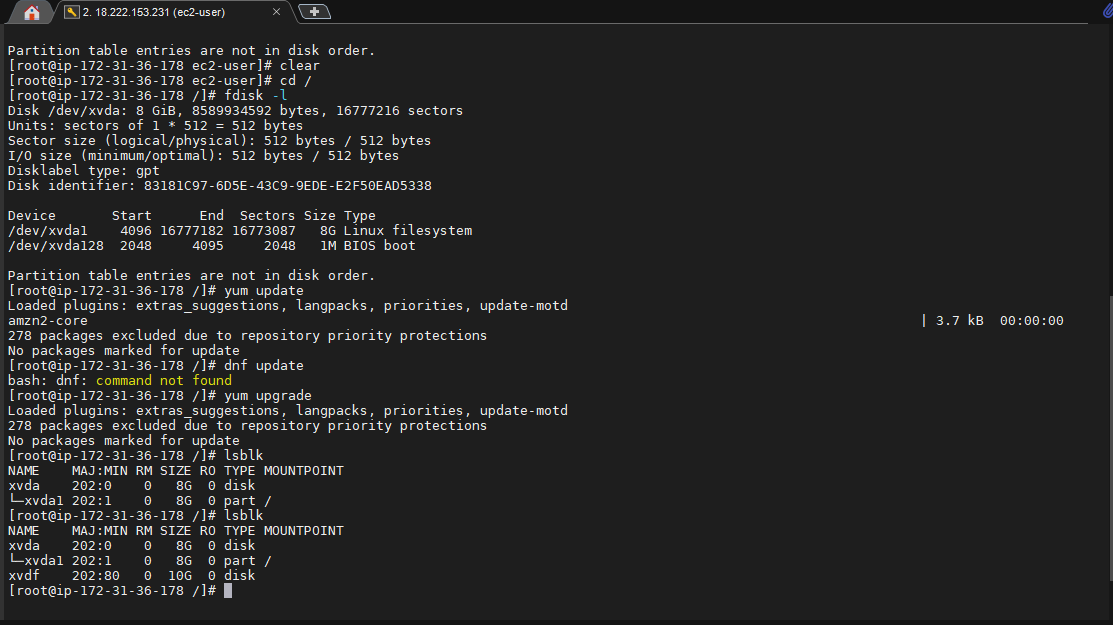 2. 18.222.153.231 (ec2-user)
Partition table entries are not in disk order.
[root@ip-172-31-36-178 ec2-user]# clear
[root@ip-172-31-36-178 ec2-user]# cd /
[root@ip-172-31-36-178 /]# fdisk -l
Disk /dev/xvda: 8 GiB, 8589934592 bytes, 16777216 sectors
Units: sectors of 1 * 512 = 512 bytes
Sector size (logical/physical): 512 bytes / 512 bytes
I/O size (minimum/optimal): 512 bytes / 512 bytes
Disklabel type: gpt
Disk identifier: 83181C97-6D5E-43C9-9EDE-E2F50EAD5338
Device       Start      End  Sectors Size Type
/dev/xvda1    4096 16777182 16773087   8G Linux filesystem
/dev/xvda128  2048     4095     2048   1M BIOS boot
Partition table entries are not in disk order.
[root@ip-172-31-36-178 /]# yum update
Loaded plugins: extras_suggestions, langpacks, priorities, update-motd
amzn2-core | 3.7 kB  00:00:00
278 packages excluded due to repository priority protections
No packages marked for update
[root@ip-172-31-36-178 /]# dnf update
bash: dnf: command not found
[root@ip-172-31-36-178 /]# yum upgrade
Loaded plugins: extras_suggestions, langpacks, priorities, update-motd
278 packages excluded due to repository priority protections
No packages marked for update
[root@ip-172-31-36-178 /]# lsblk
NAME    MAJ:MIN RM SIZE RO TYPE MOUNTPOINT
xvda    202:0    0   8G  0 disk
└─xvda1 202:1    0   8G  0 part /
[root@ip-172-31-36-178 /]# lsblk
NAME    MAJ:MIN RM SIZE RO TYPE MOUNTPOINT
xvda    202:0    0   8G  0 disk
└─xvda1 202:1    0   8G  0 part /
xvdf    202:80   0  10G  0 disk
[root@ip-172-31-36-178 /]#